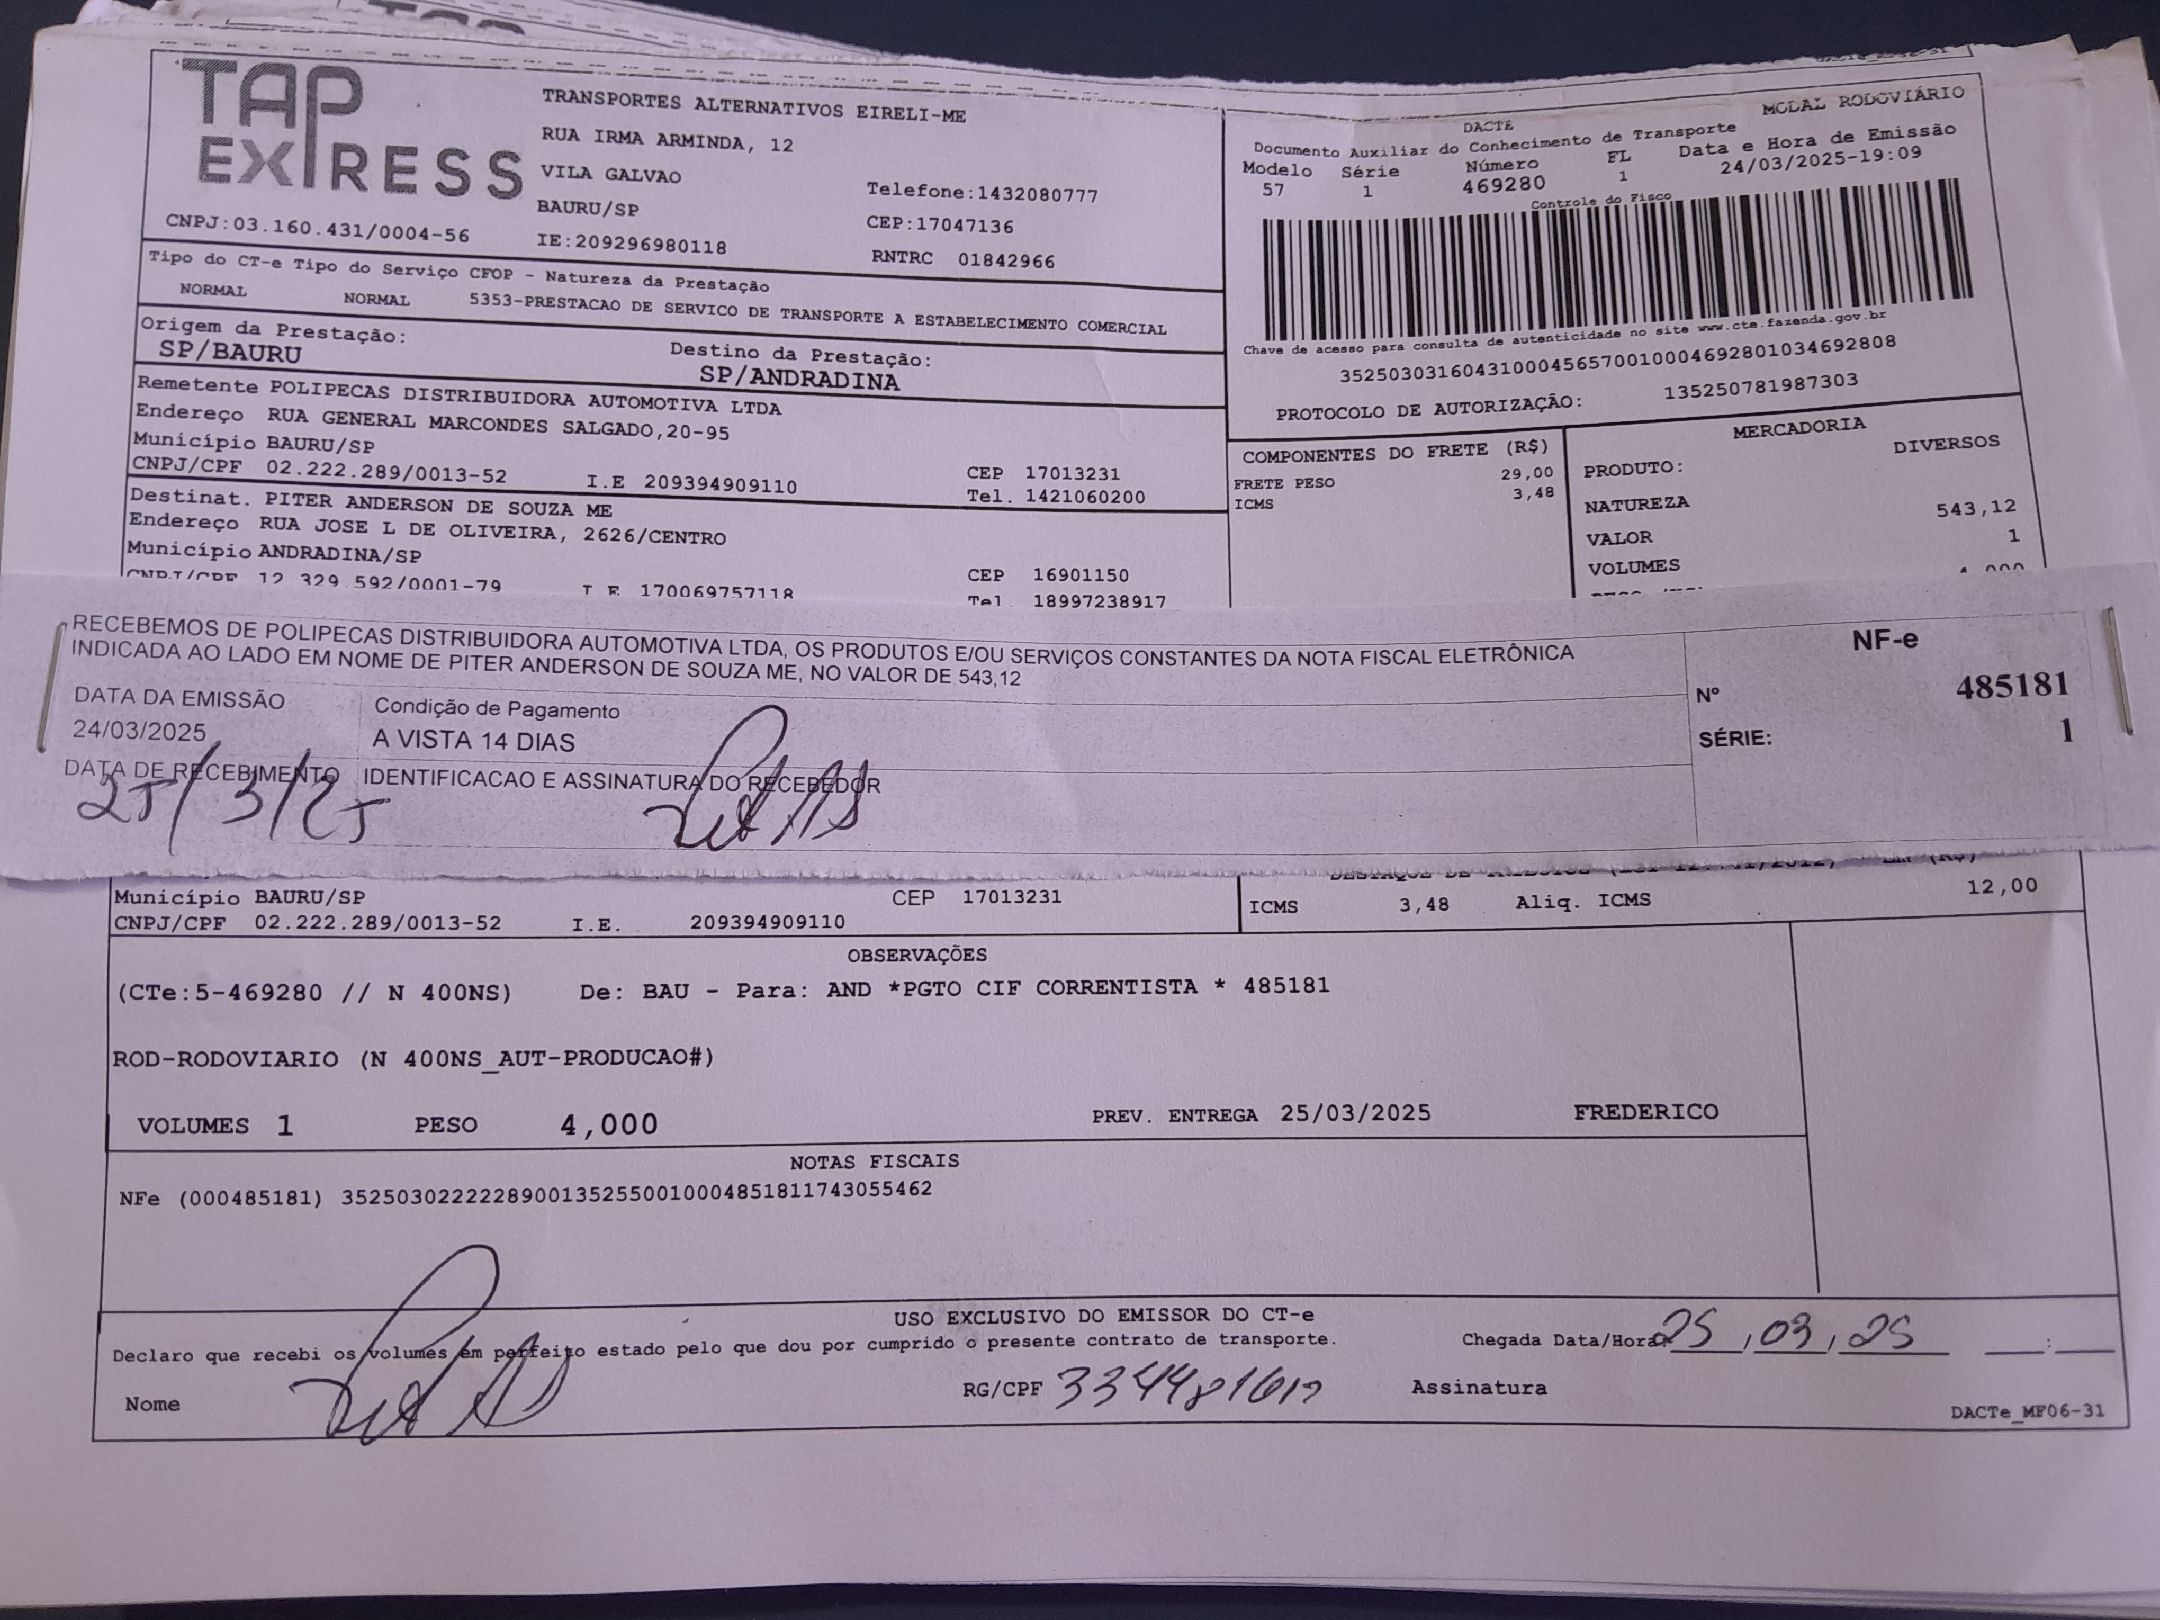 TAP EXPRESS
TRANSPORTES ALTERNATIVOS EIRELI-ME
RUA IRMA ARMINDA, 12
VILA GALVAO
Telefone:1432080777
BAURU/SP
CEP:17047136
CNPJ:03.160.431/0004-56
IE:209296980118
RNTRC 01842966
MODAL RODOVIÁRIO
DACTE
Documento Auxiliar do Conhecimento de Transporte
Modelo Série Número FL Data e Hora de Emissão
57 1 469280 1 24/03/2025-19:09
Controle do Fisco
Chave de acesso para consulta de autenticidade no site www.cte.fazenda.gov.br
35250303160431000456570010004692801034692808
PROTOCOLO DE AUTORIZAÇÃO: 135250781987303
Tipo do CT-e Tipo do Serviço CFOP - Natureza da Prestação
NORMAL NORMAL 5353-PRESTACAO DE SERVICO DE TRANSPORTE A ESTABELECIMENTO COMERCIAL
Origem da Prestação:
SP/BAURU
Destino da Prestação:
SP/ANDRADINA
Remetente POLIPECAS DISTRIBUIDORA AUTOMOTIVA LTDA
Endereço RUA GENERAL MARCONDES SALGADO,20-95
Município BAURU/SP
CEP 17013231
CNPJ/CPF 02.222.289/0013-52 I.E 209394909110
Tel. 1421060200
Destinat. PITER ANDERSON DE SOUZA ME
Endereço RUA JOSE L DE OLIVEIRA, 2626/CENTRO
Município ANDRADINA/SP
CEP 16901150
CNPJ/CPF 12.329.592/0001-79 I E 170069757118
Tel. 18997238917
COMPONENTES DO FRETE (R$)
FRETE PESO 29,00
ICMS 3,48
MERCADORIA
PRODUTO: DIVERSOS
NATUREZA
VALOR 543,12
VOLUMES 1
4,000
RECEBEMOS DE POLIPECAS DISTRIBUIDORA AUTOMOTIVA LTDA, OS PRODUTOS E/OU SERVIÇOS CONSTANTES DA NOTA FISCAL ELETRÔNICA
INDICADA AO LADO EM NOME DE PITER ANDERSON DE SOUZA ME, NO VALOR DE 543,12
DATA DA EMISSÃO
24/03/2025
Condição de Pagamento
A VISTA 14 DIAS
DATA DE RECEBIMENTO
25/3/25
IDENTIFICACAO E ASSINATURA DO RECEBEDOR
NF-e
Nº 485181
SÉRIE: 1
Município BAURU/SP CEP 17013231
CNPJ/CPF 02.222.289/0013-52 I.E. 209394909110
ICMS 3,48 Aliq. ICMS 12,00
OBSERVAÇÕES
(CTe:5-469280 // N 400NS) De: BAU - Para: AND *PGTO CIF CORRENTISTA * 485181
ROD-RODOVIARIO (N 400NS_AUT-PRODUCAO#)
VOLUMES 1 PESO 4,000 PREV. ENTREGA 25/03/2025 FREDERICO
NOTAS FISCAIS
NFe (000485181) 35250302222289001352550010004851811743055462
USO EXCLUSIVO DO EMISSOR DO CT-e
Declaro que recebi os volumes em perfeito estado pelo que dou por cumprido o presente contrato de transporte.
Chegada Data/Hora: 25,03,25 :
Nome
RG/CPF
Assinatura
DACTe_MF06-31